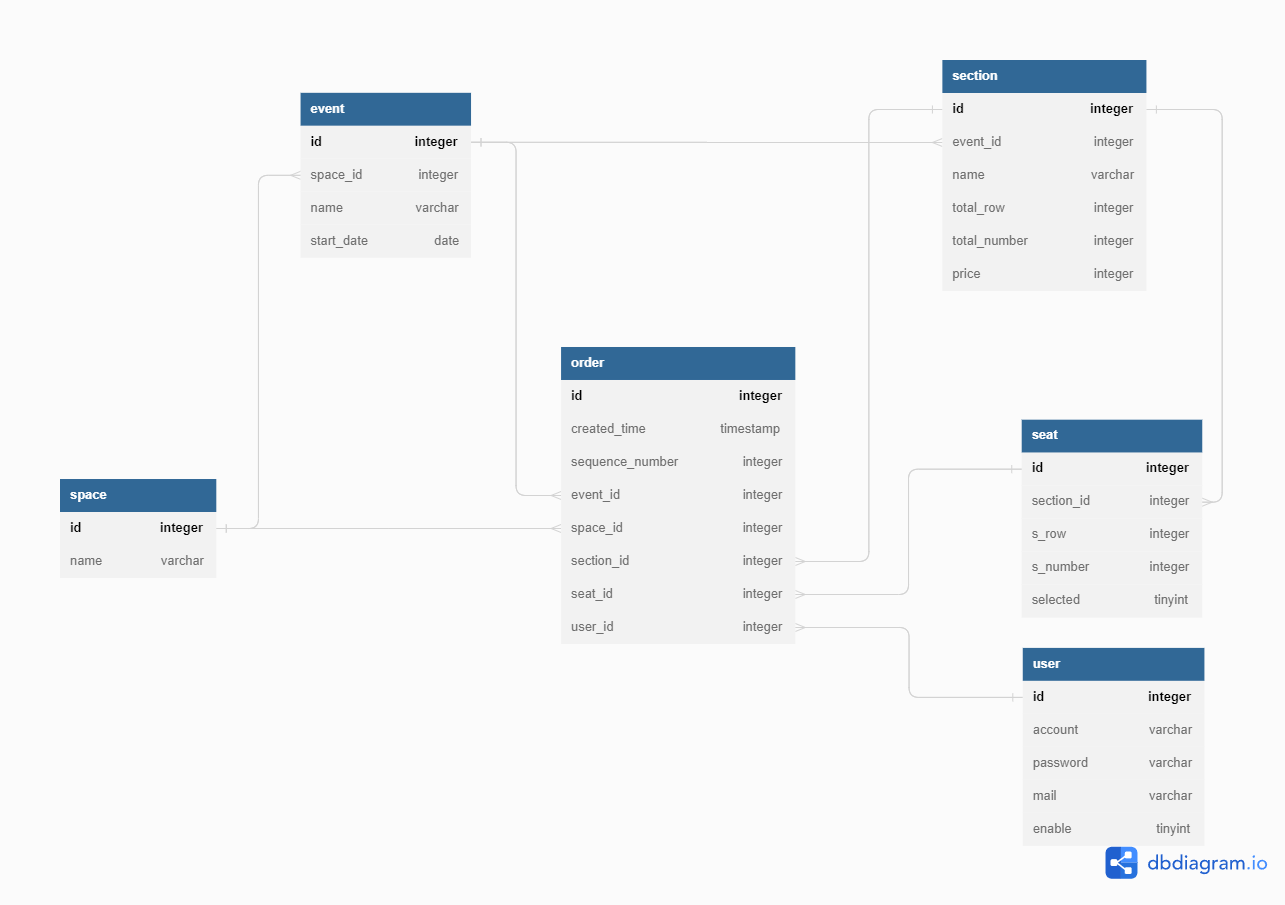 event
id integer
space_id integer
name varchar
start_date date
section
id integer
event_id integer
name varchar
total_row integer
total_number integer
price integer
order
id integer
created_time timestamp
sequence_number integer
event_id integer
space_id integer
section_id integer
seat_id integer
user_id integer
space
id integer
name varchar
seat
id integer
section_id integer
s_row integer
s_number integer
selected tinyint
user
id integer
account varchar
password varchar
mail varchar
enable tinyint
dbdiagram.io